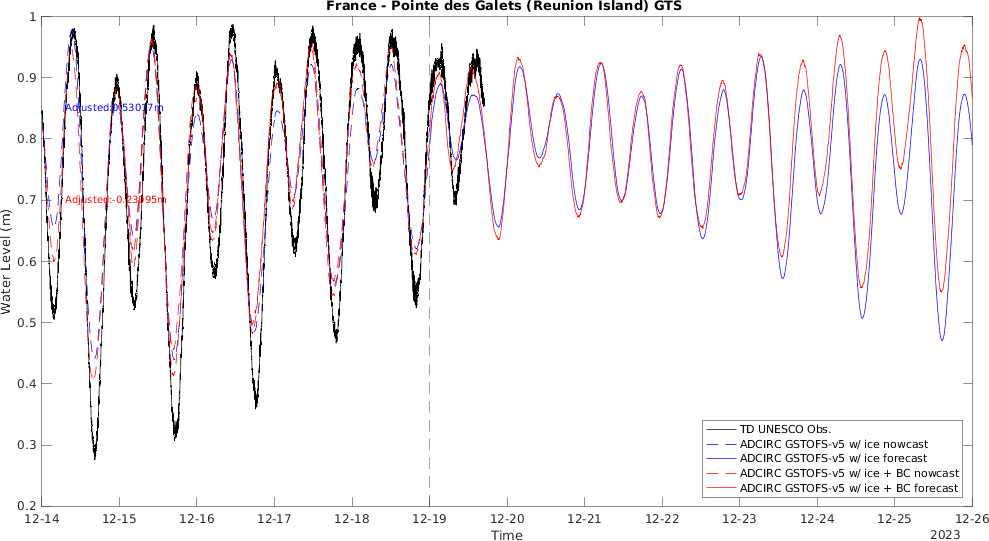 France - Pointe des Galets (Reunion Island) GTS
Water Level (m)
1
0.9
0.8
0.7
0.6
0.5
0.4
0.3
0.2
Adjusted:-0.23995m
TD UNESCO Obs.
ADCIRC GSTOFS-v5 w/ ice nowcast
ADCIRC GSTOFS-v5 w/ ice forecast
ADCIRC GSTOFS-v5 w/ ice + BC nowcast
ADCIRC GSTOFS-v5 w/ ice + BC forecast
12-14 12-15 12-16 12-17 12-18 12-19 12-20 12-21 12-22 12-23 12-24 12-25 12-26
Time
2023